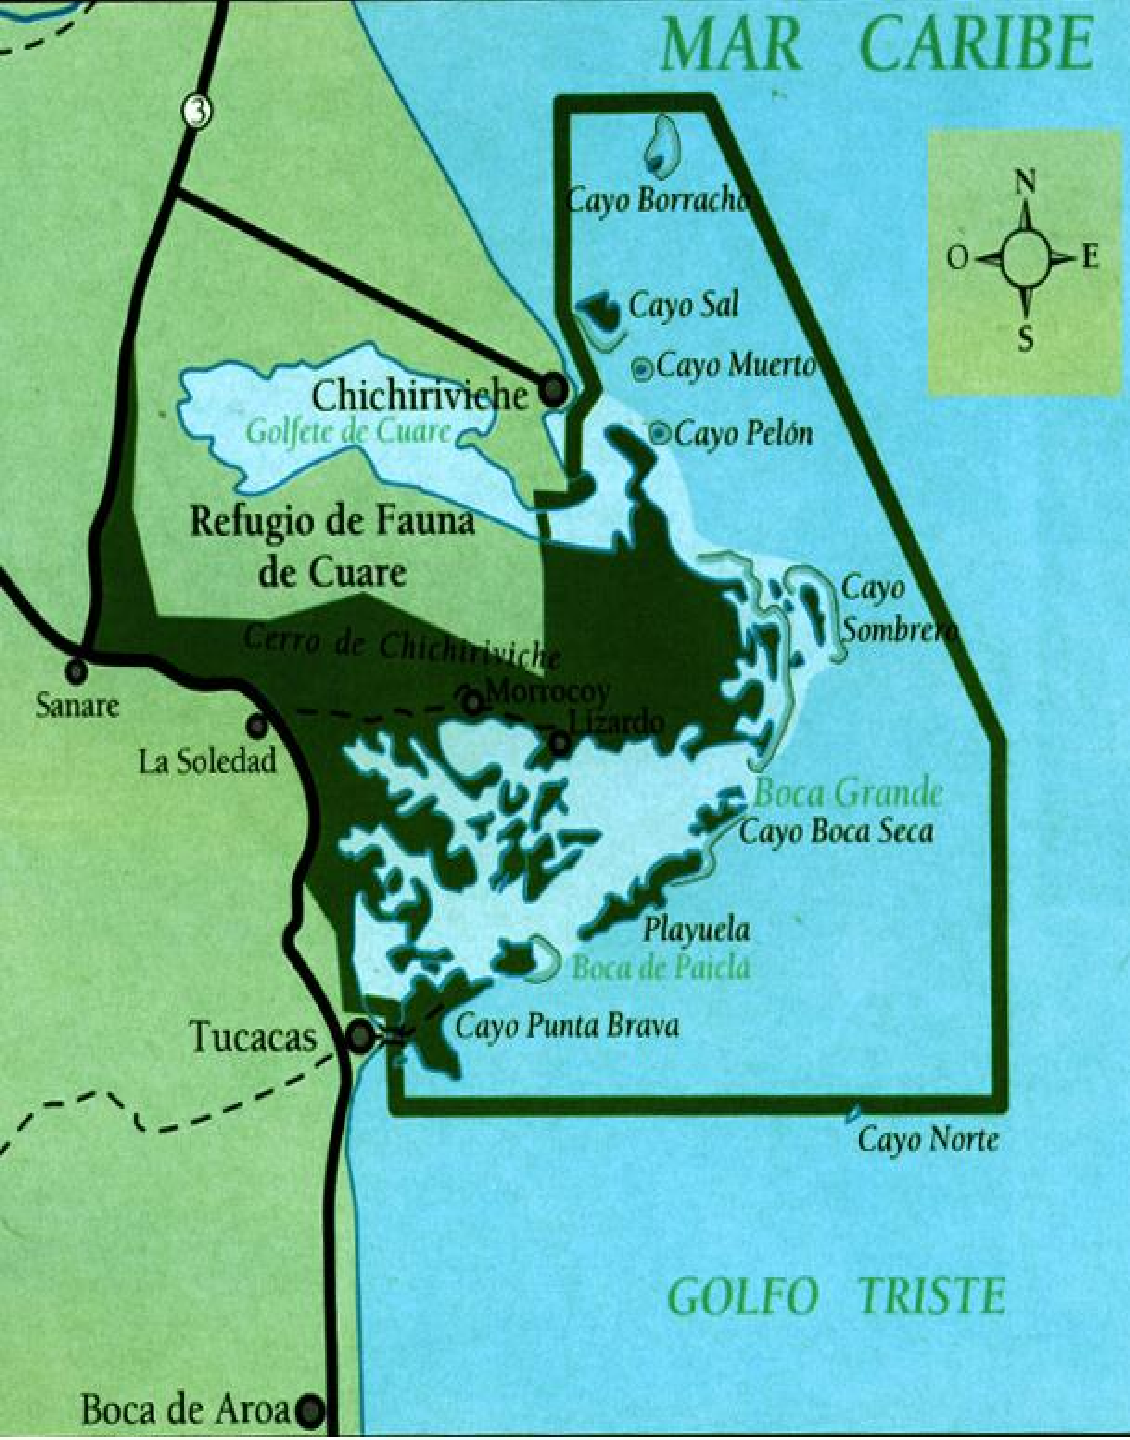 MAR CARIBE
3
N
Cayo Borracho
O
E
Cayo Sal
S
Cayo Muerto
Chichiriviche
Golfete de Cuare
Cayo Pelón
Refugio de Fauna
de Cuare
Cayo
Sombrero
Cerro de Chichiriviche
Morrocoy
Sanare
Lizardo
La Soledad
Boca Grande
Cayo Boca Seca
Playuela
Boca de Paiclá
Tucacas
Cayo Punta Brava
Cayo Norte
GOLFO TRISTE
Boca de Aroa